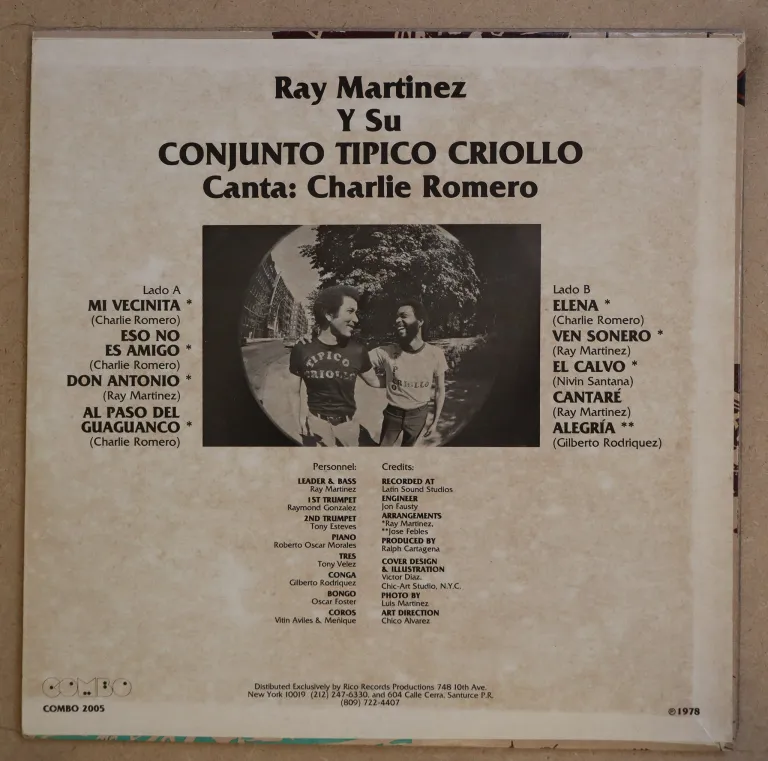 Ray Martinez
Y Su
CONJUNTO TIPICO CRIOLLO
Canta: Charlie Romero
Lado A
MI VECINITA *
(Charlie Romero)
ESO NO
ES AMIGO *
(Charlie Romero)
DON ANTONIO *
(Ray Martinez)
AL PASO DEL
GUAGUANCO *
(Charlie Romero)
TIPICO
CRIOLLO
CRIOLLO
Lado B
ELENA *
(Charlie Romero)
VEN SONERO *
(Ray Martinez)
EL CALVO *
(Nivin Santana)
CANTARÉ
(Ray Martinez)
ALEGRÍA **
(Gilberto Rodriquez)
Personnel:
LEADER & BASS
Ray Martinez
1ST TRUMPET
Raymond Gonzalez
2ND TRUMPET
Tony Esteves
PIANO
Roberto Oscar Morales
TRES
Tony Velez
CONGA
Gilberto Rodriquez
BONGO
Oscar Foster
COROS
Vitin Aviles & Meñique
Credits:
RECORDED AT
Latin Sound Studios
ENGINEER
Jon Fausty
ARRANGEMENTS
*Ray Martinez,
**Jose Febles
PRODUCED BY
Ralph Cartagena
COVER DESIGN
& ILLUSTRATION
Victor Diaz,
Chic-Art Studio, N.Y.C.
PHOTO BY
Luis Martinez
ART DIRECTION
Chico Alvarez
COMBO
COMBO 2005
Distibuted Exclusively by Rico Records Productions 748 10th Ave.
New York 10019 (212) 247-6330, and 604 Calle Cerra, Santurce P.R.
(809) 722-4407
©1978